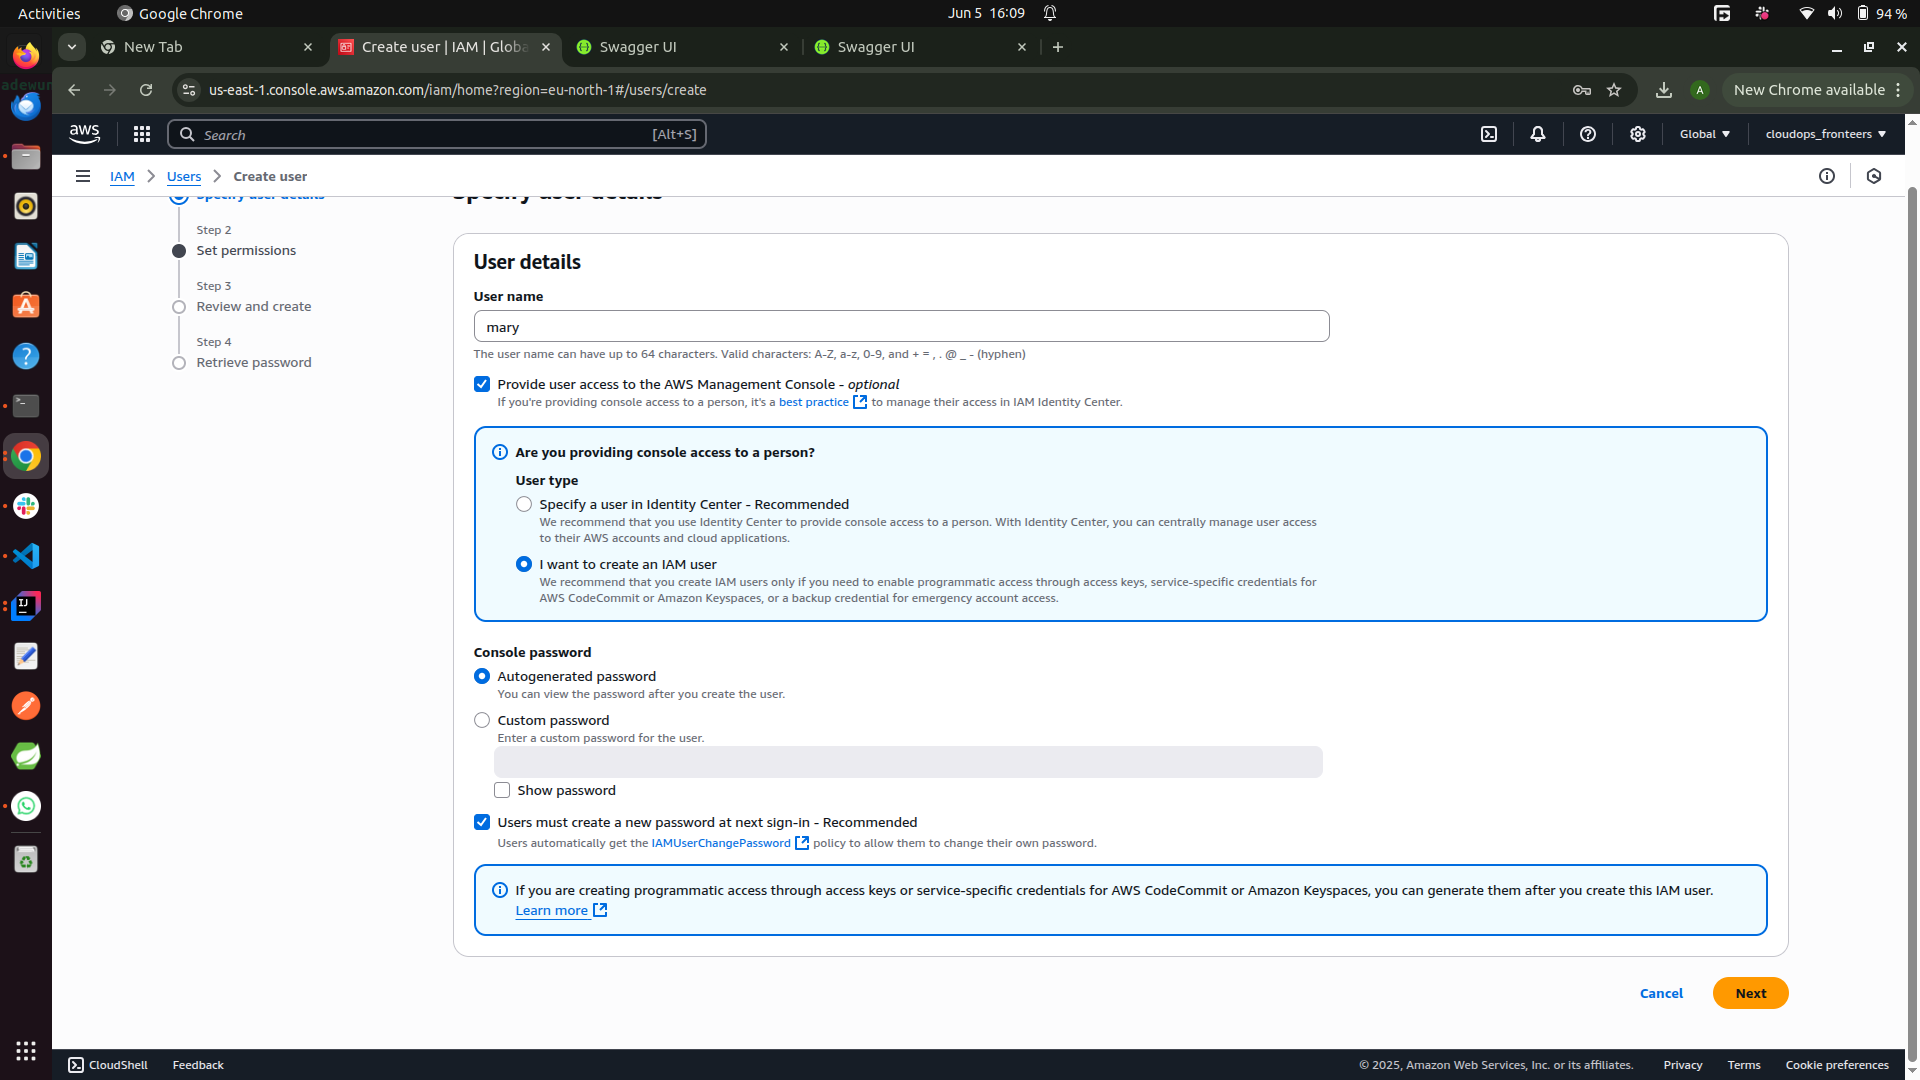 Activities
Google Chrome
Jun 5 16:09
94 %
New Tab
Create user | IAM | Globa
Swagger UI
Swagger UI
us-east-1.console.aws.amazon.com/iam/home?region=eu-north-1#/users/create
A
New Chrome available
aws
Search
[Alt+S]
Global
cloudops_fronteers
IAM
Users
Create user
Specify user details
Step 2
Set permissions
Step 3
Review and create
Step 4
Retrieve password
Specify user details
User details
User name
mary
The user name can have up to 64 characters. Valid characters: A-Z, a-z, 0-9, and + = , . @ _ - (hyphen)
Provide user access to the AWS Management Console - optional
If you're providing console access to a person, it's a best practice to manage their access in IAM Identity Center.
Are you providing console access to a person?
User type
Specify a user in Identity Center - Recommended
We recommend that you use Identity Center to provide console access to a person. With Identity Center, you can centrally manage user access
to their AWS accounts and cloud applications.
I want to create an IAM user
We recommend that you create IAM users only if you need to enable programmatic access through access keys, service-specific credentials for
AWS CodeCommit or Amazon Keyspaces, or a backup credential for emergency account access.
Console password
Autogenerated password
You can view the password after you create the user.
Custom password
Enter a custom password for the user.
Show password
Users must create a new password at next sign-in - Recommended
Users automatically get the IAMUserChangePassword policy to allow them to change their own password.
If you are creating programmatic access through access keys or service-specific credentials for AWS CodeCommit or Amazon Keyspaces, you can generate them after you create this IAM user.
Learn more
Cancel
Next
CloudShell
Feedback
© 2025, Amazon Web Services, Inc. or its affiliates.
Privacy
Terms
Cookie preferences